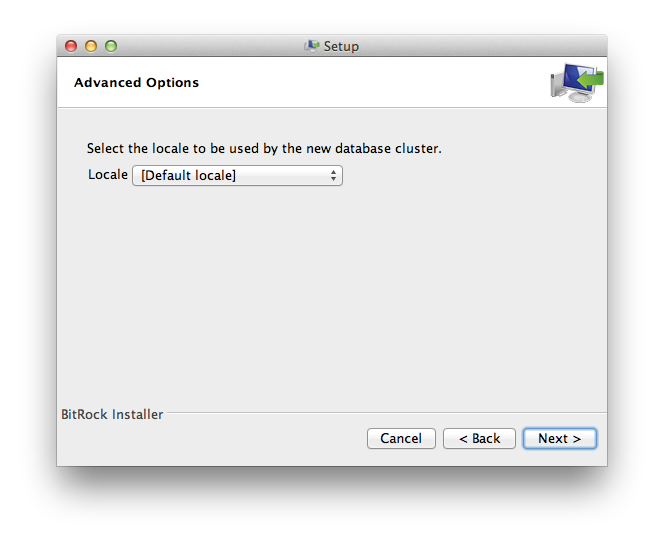 Setup
Advanced Options
Select the locale to be used by the new database cluster.
Locale [Default locale]
BitRock Installer
Cancel < Back Next >